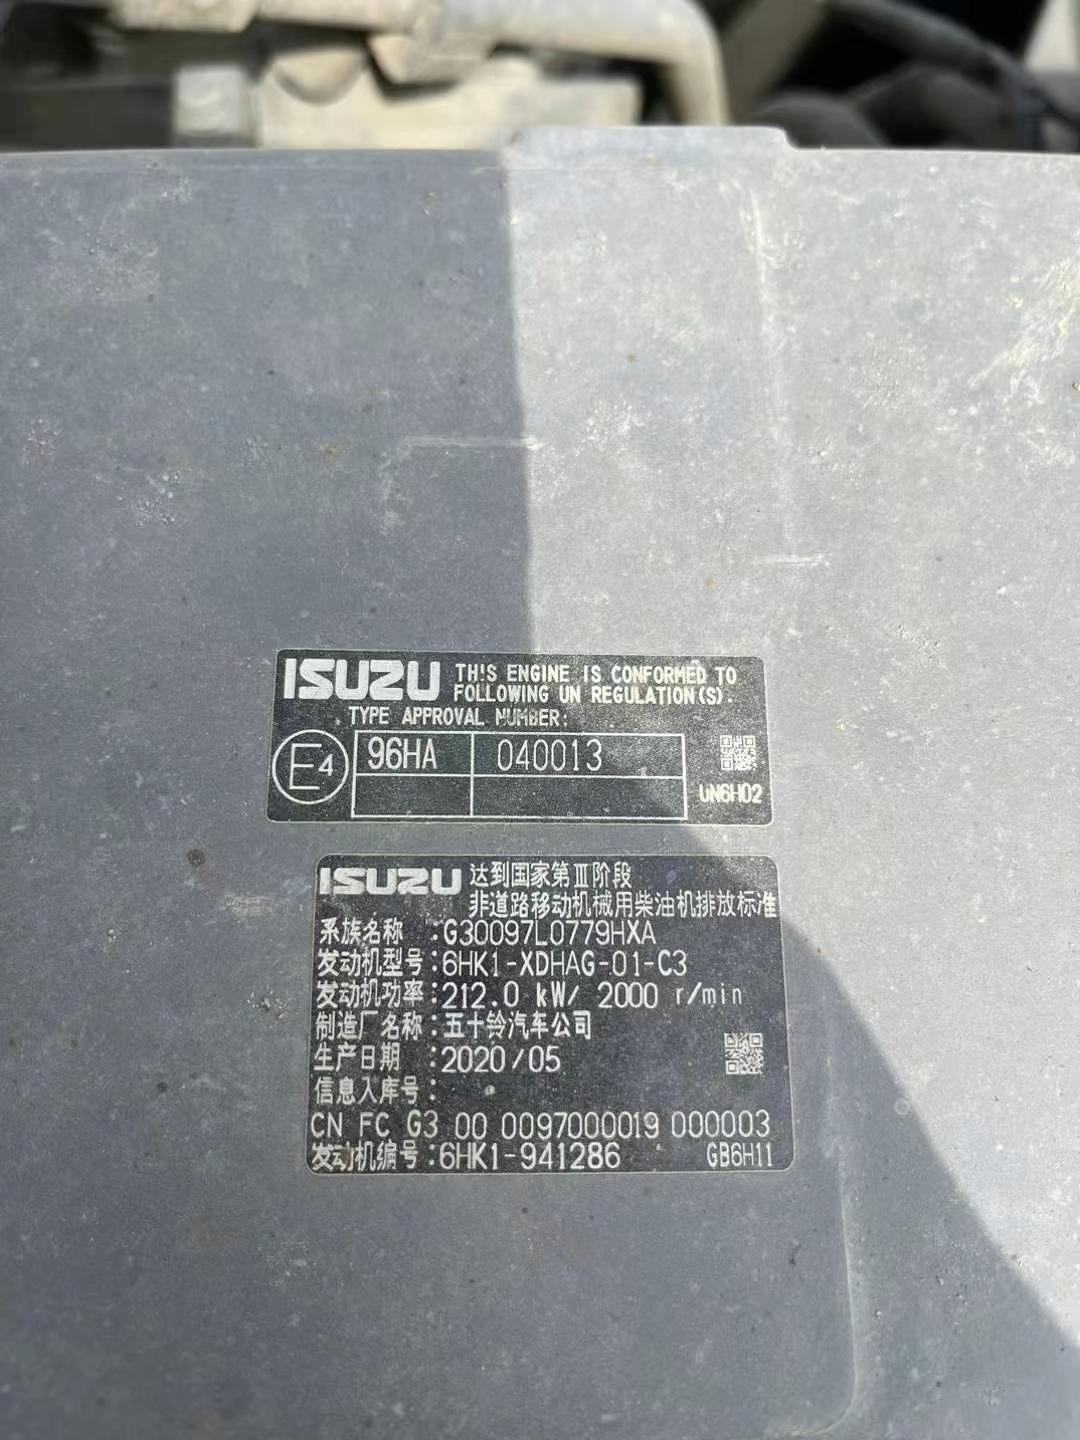 ISUZU THIS ENGINE IS CONFORMED TO
FOLLOWING UN REGULATION(S).
TYPE APPROVAL NUMBER:
E4 96HA 040013
UN6H02
ISUZU 达到国家第Ⅲ阶段
非道路移动机械用柴油机排放标准
系族名称 :G30097L0779HXA
发动机型号:6HK1-XDHAG-01-C3
发动机功率:212.0 kW/ 2000 r/min
制造厂名称:五十铃汽车公司
生产日期 :2020/05
信息入库号:
CN FC G3 00 0097000019 000003
发动机编号:6HK1-941286 GB6H11